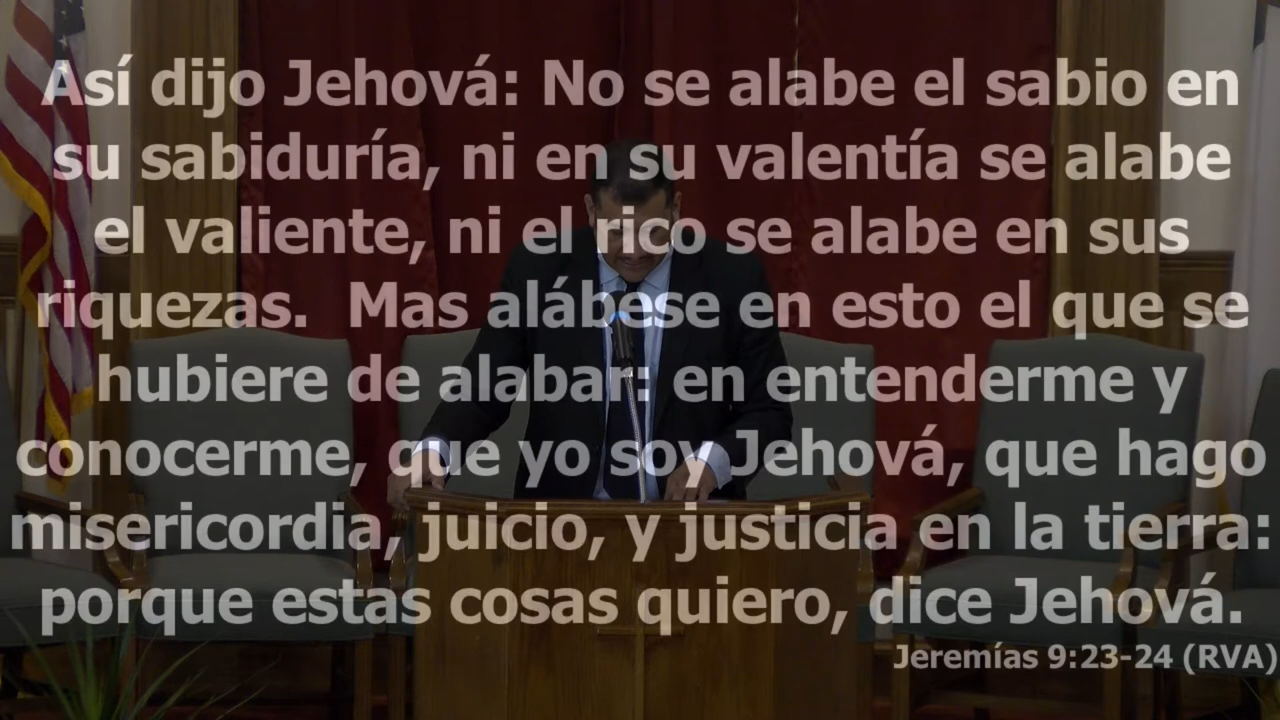 Así dijo Jehová: No se alabe el sabio en
su sabiduría, ni en su valentía se alabe
el valiente, ni el rico se alabe en sus
riquezas.  Mas alábese en esto el que se
hubiere de alabar: en entenderme y
conocerme, que yo soy Jehová, que hago
misericordia, juicio, y justicia en la tierra:
porque estas cosas quiero, dice Jehová.
Jeremías 9:23-24 (RVA)